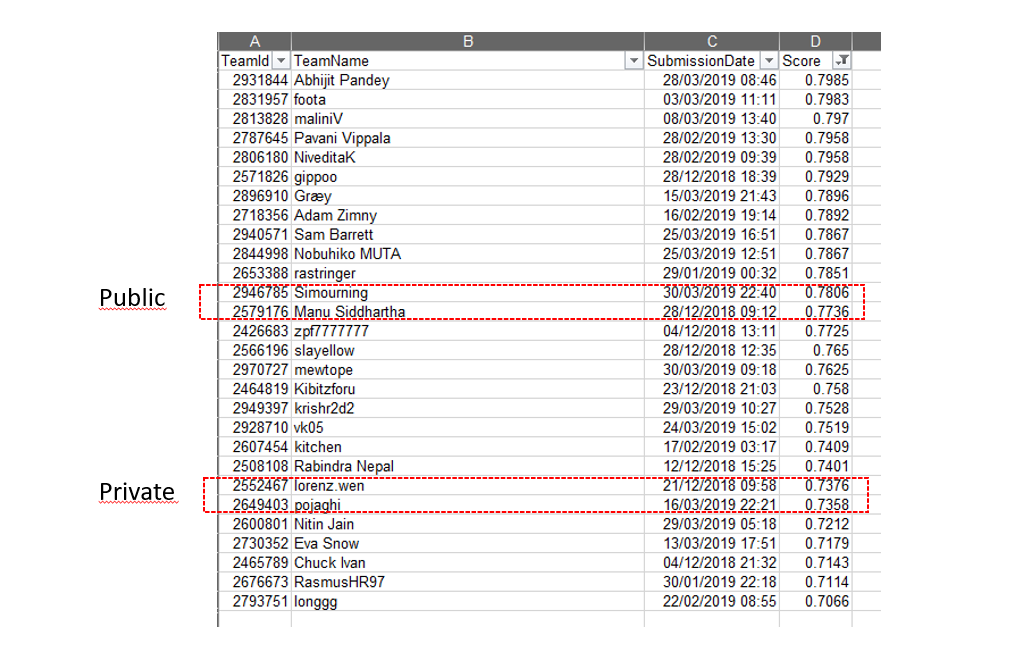 A B C D
TeamId TeamName SubmissionDate Score
2931844 Abhijit Pandey 28/03/2019 08:46 0.7985
2831957 foota 03/03/2019 11:11 0.7983
2813828 maliniV 08/03/2019 13:40 0.797
2787645 Pavani Vippala 28/02/2019 13:30 0.7958
2806180 NiveditaK 28/02/2019 09:39 0.7958
2571826 gippoo 28/12/2018 18:39 0.7929
2896910 Græy 15/03/2019 21:43 0.7896
2718356 Adam Zimny 16/02/2019 19:14 0.7892
2940571 Sam Barrett 25/03/2019 16:51 0.7867
2844998 Nobuhiko MUTA 25/03/2019 12:51 0.7867
2653388 rastringer 29/01/2019 00:32 0.7851
Public
2946785 Simourning 30/03/2019 22:40 0.7806
2579176 Manu Siddhartha 28/12/2018 09:12 0.7736
2426683 zpf7777777 04/12/2018 13:11 0.7725
2566196 slayellow 28/12/2018 12:35 0.765
2970727 mewtope 30/03/2019 09:18 0.7625
2464819 Kibitzforu 23/12/2018 21:03 0.758
2949397 krishr2d2 29/03/2019 10:27 0.7528
2928710 vk05 24/03/2019 15:02 0.7519
2607454 kitchen 17/02/2019 03:17 0.7409
2508108 Rabindra Nepal 12/12/2018 15:25 0.7401
Private
2552467 lorenz.wen 21/12/2018 09:58 0.7376
2649403 pojaghi 16/03/2019 22:21 0.7358
2600801 Nitin Jain 29/03/2019 05:18 0.7212
2730352 Eva Snow 13/03/2019 17:51 0.7179
2465789 Chuck Ivan 04/12/2018 21:32 0.7143
2676673 RasmusHR97 30/01/2019 22:18 0.7114
2793751 longgg 22/02/2019 08:55 0.7066